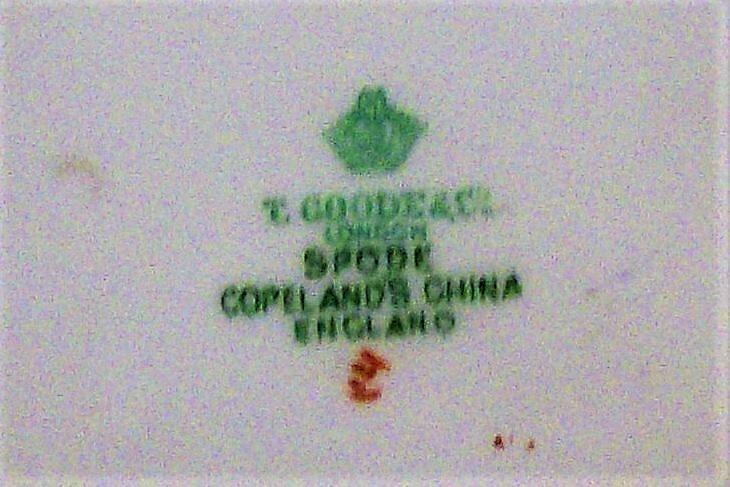 T. GOODE & Co.
LONDON
SPODE
COPELAND'S CHINA
ENGLAND